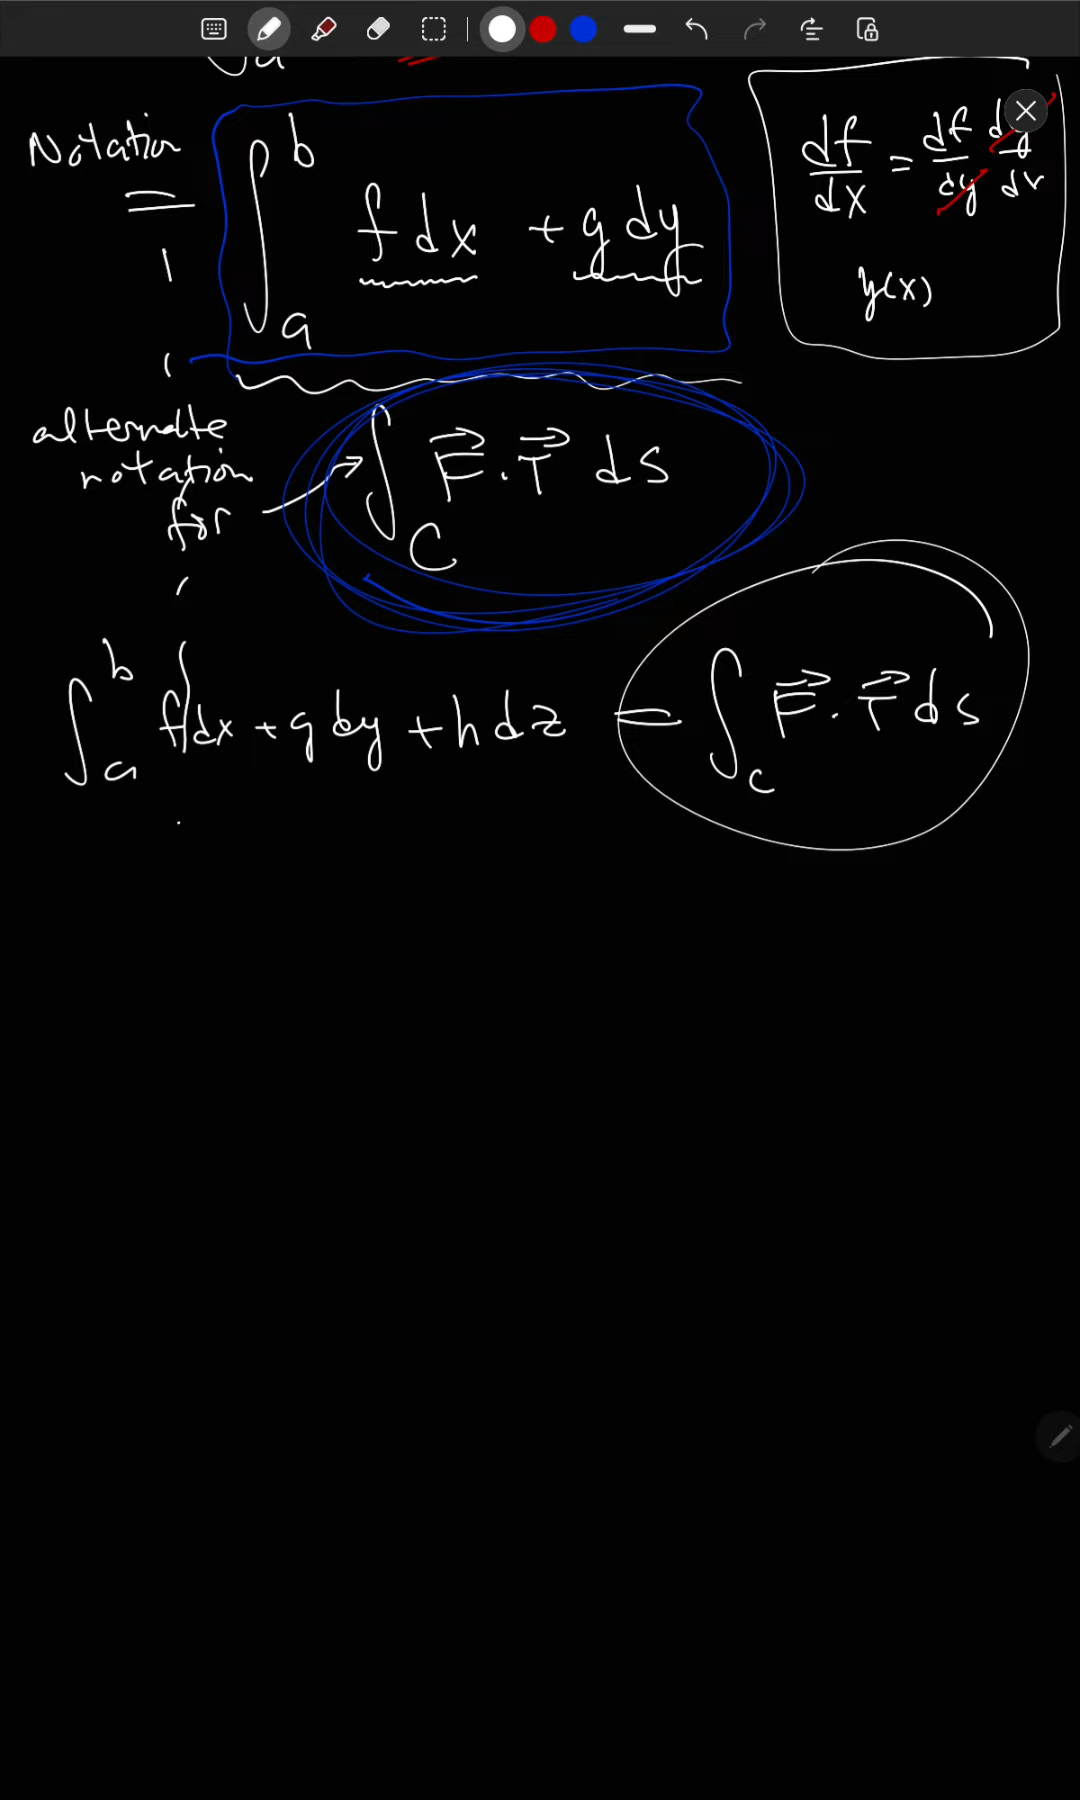 Notation
∫_a^b f dx + g dy
df/dx = df/dy dy/dx
y(x)
alternate
notation
for
∫_C F⃗ · T⃗ ds
∫_a^b f dx + g dy + h dz = ∫_C F⃗ · T⃗ ds